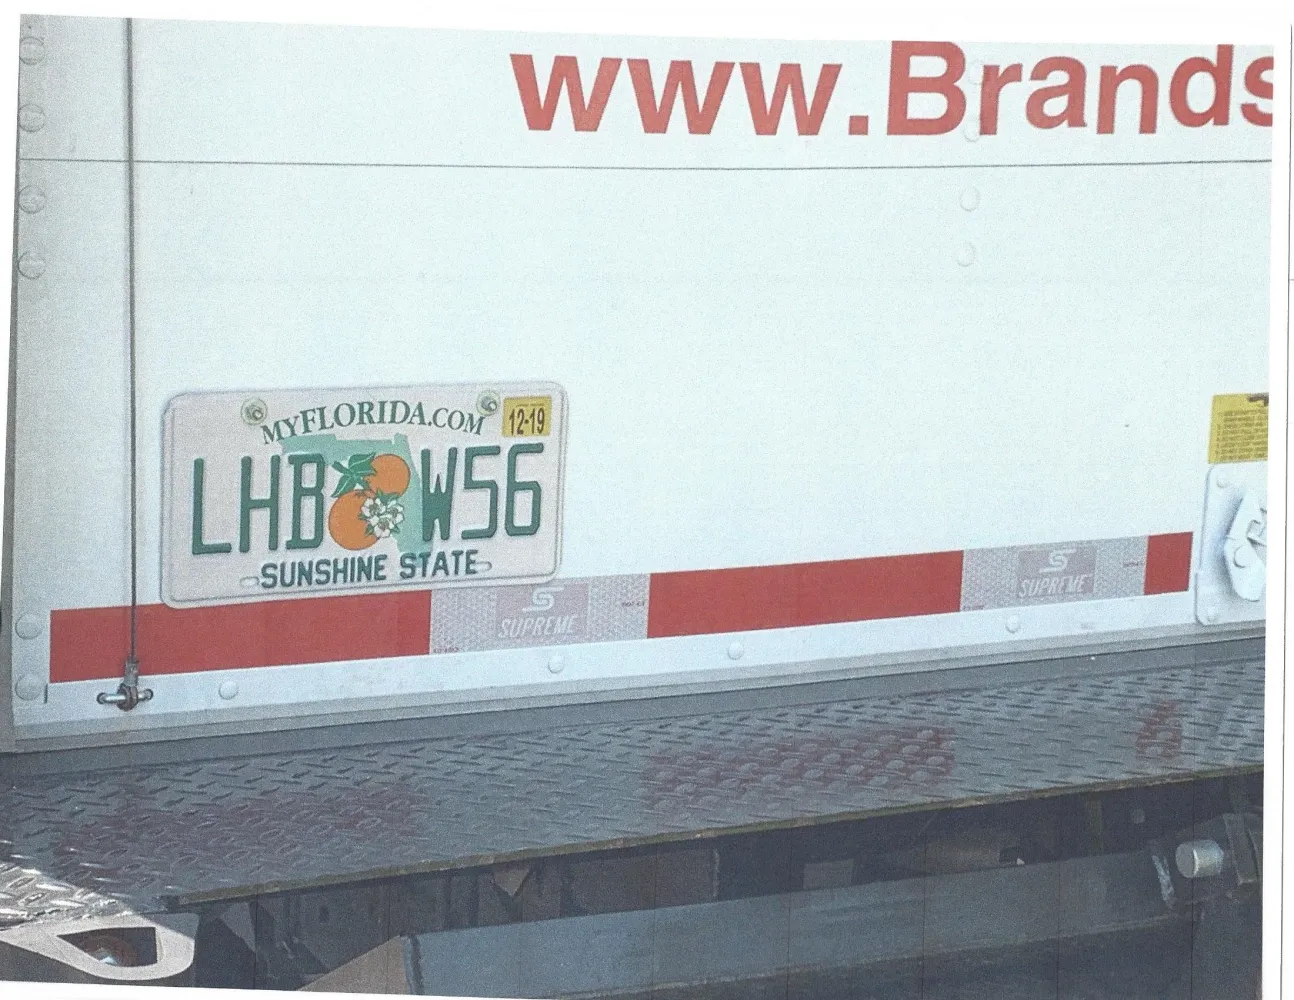 www.Brands
MYFLORIDA.COM
12-19
LHB W56
SUNSHINE STATE
SUPREME
SUPREME